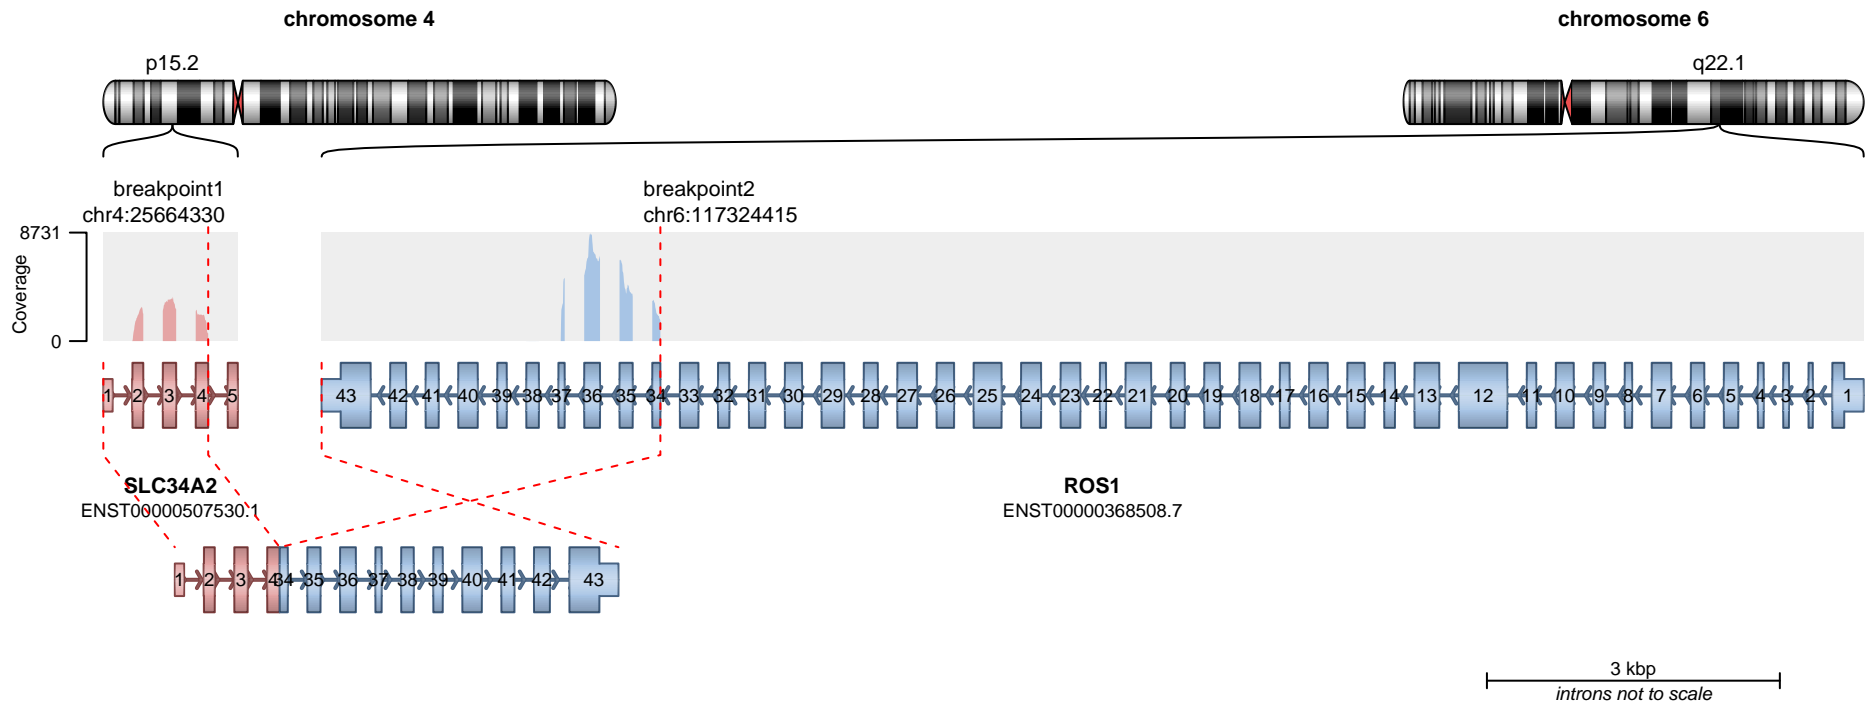 chromosome 4
chromosome 6
p15.2
q22.1
breakpoint1
chr4:25664330
breakpoint2
chr6:117324415
8731
Coverage
0
1 2 3 4 5
43 42 41 40 39 38 37 36 35 34 33 32 31 30 29 28 27 26 25 24 23 22 21 20 19 18 17 16 15 14 13 12 11 10 9 8 7 6 5 4 3 2 1
SLC34A2
ENST00000507530.1
ROS1
ENST00000368508.7
1 2 3 4 34 35 36 37 38 39 40 41 42 43
3 kbp
introns not to scale